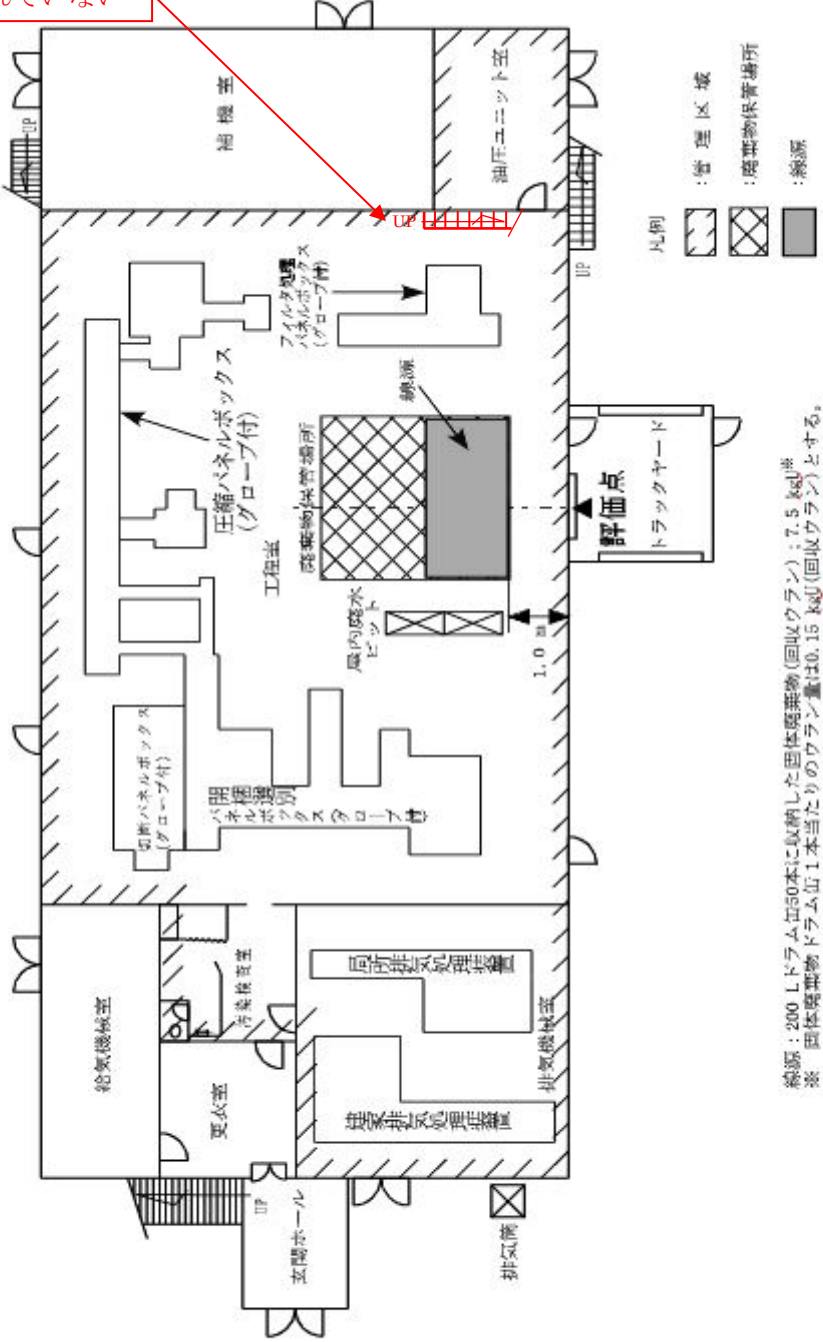 ていない
補機室
油圧ユニット室
UP
UP
UP
フィルタ処理
パネルボックス
(グローブ付)
圧縮パネルボックス
(グローブ付)
廃棄物保管場所
線源
工程室
屋内廃水
ピット
1.0 m
評価点
トラックヤード
切断パネルボックス
(グローブ付)
開梱選別
パネルボックス(グローブ付)
給気機械室
汚染検査室
更衣室
局所排気処理装置
建家排気処理装置
排気機械室
UP
玄関ホール
排気筒
凡例
:管理区域
:廃棄物保管場所
:線源
線源:200 Lドラム缶50本に収納した固体廃棄物(回収ウラン):7.5 kgU※
※ 固体廃棄物ドラム缶1本当たりのウラン量は0.15 kgU(回収ウラン)とする。